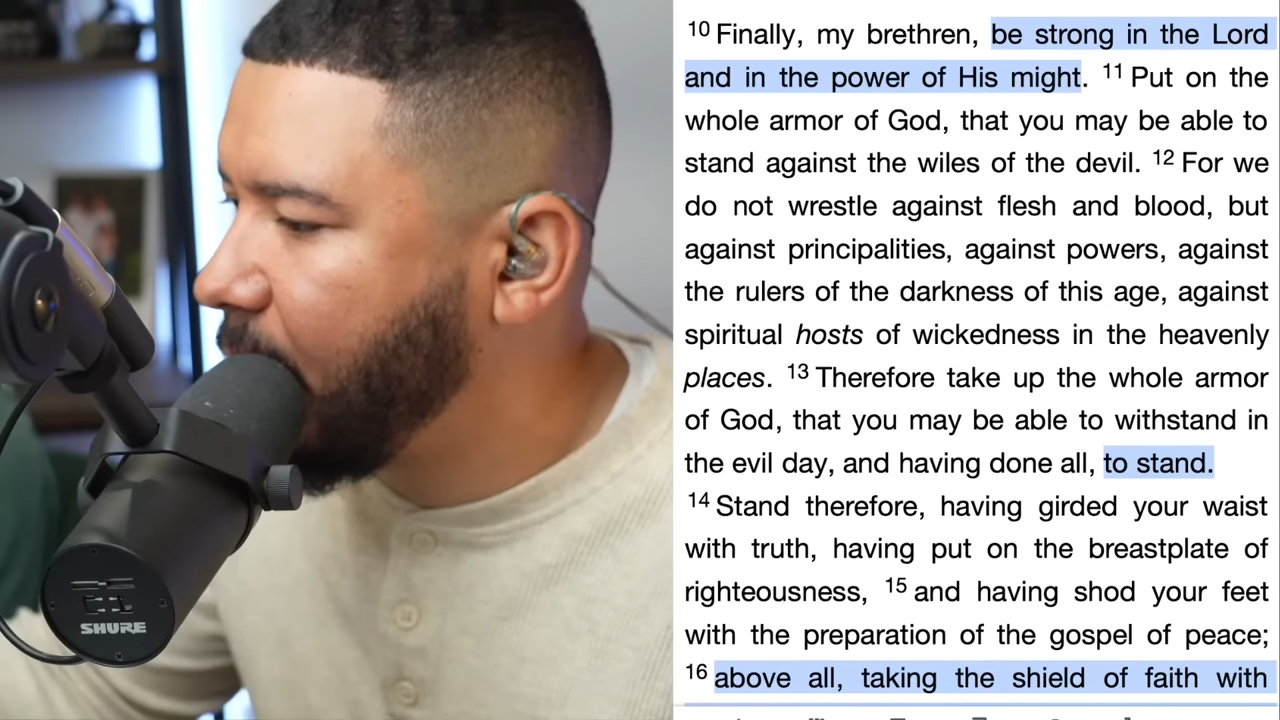 SHURE
10 Finally, my brethren, be strong in the Lord
and in the power of His might. 11 Put on the
whole armor of God, that you may be able to
stand against the wiles of the devil. 12 For we
do not wrestle against flesh and blood, but
against principalities, against powers, against
the rulers of the darkness of this age, against
spiritual hosts of wickedness in the heavenly
places. 13 Therefore take up the whole armor
of God, that you may be able to withstand in
the evil day, and having done all, to stand.
14 Stand therefore, having girded your waist
with truth, having put on the breastplate of
righteousness, 15 and having shod your feet
with the preparation of the gospel of peace;
16 above all, taking the shield of faith with